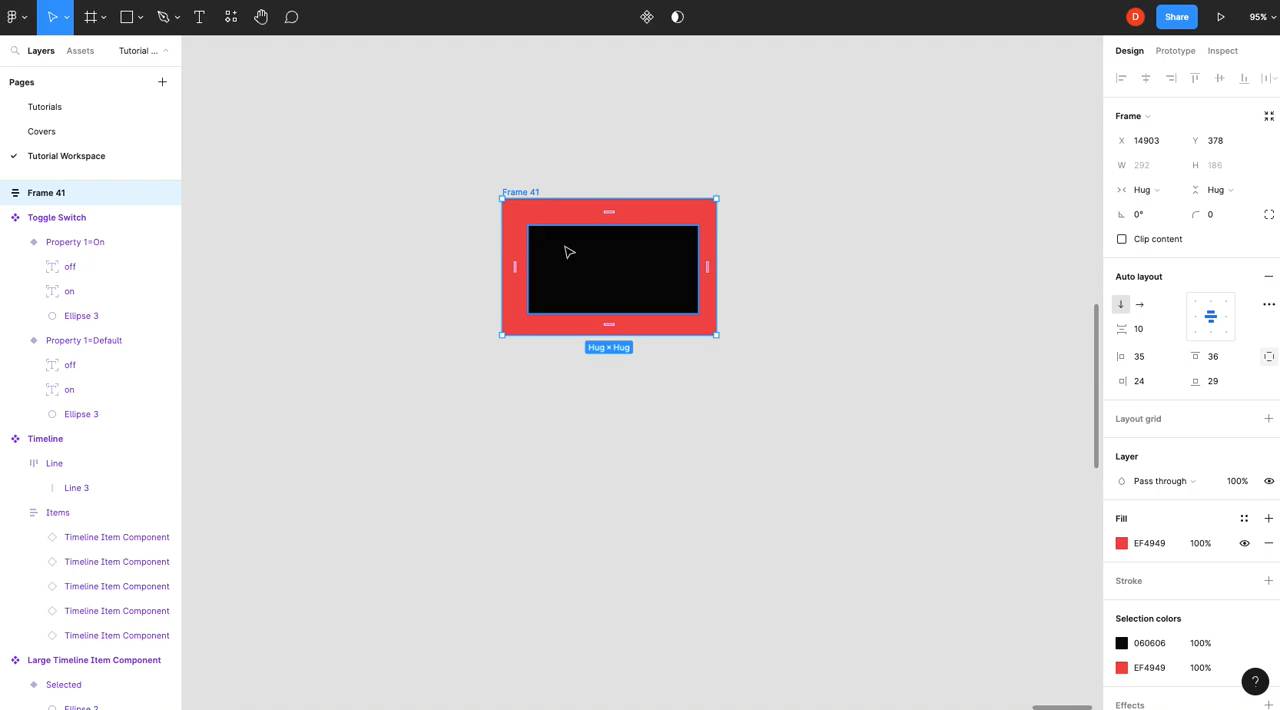 D
Share
95%
Layers
Assets
Tutorial ...
Pages
Tutorials
Covers
Tutorial Workspace
Frame 41
Toggle Switch
Property 1=On
off
on
Ellipse 3
Property 1=Default
off
on
Ellipse 3
Timeline
Line
Line 3
Items
Timeline Item Component
Timeline Item Component
Timeline Item Component
Timeline Item Component
Timeline Item Component
Large Timeline Item Component
Selected
Ellipse 2
Frame 41
Hug × Hug
Design
Prototype
Inspect
Frame
X 14903 Y 378
W 292 H 186
Hug Hug
0° 0
Clip content
Auto layout
10
35 36
24 29
Layout grid
Layer
Pass through 100%
Fill
EF4949 100%
Stroke
Selection colors
060606 100%
EF4949 100%
Effects
?